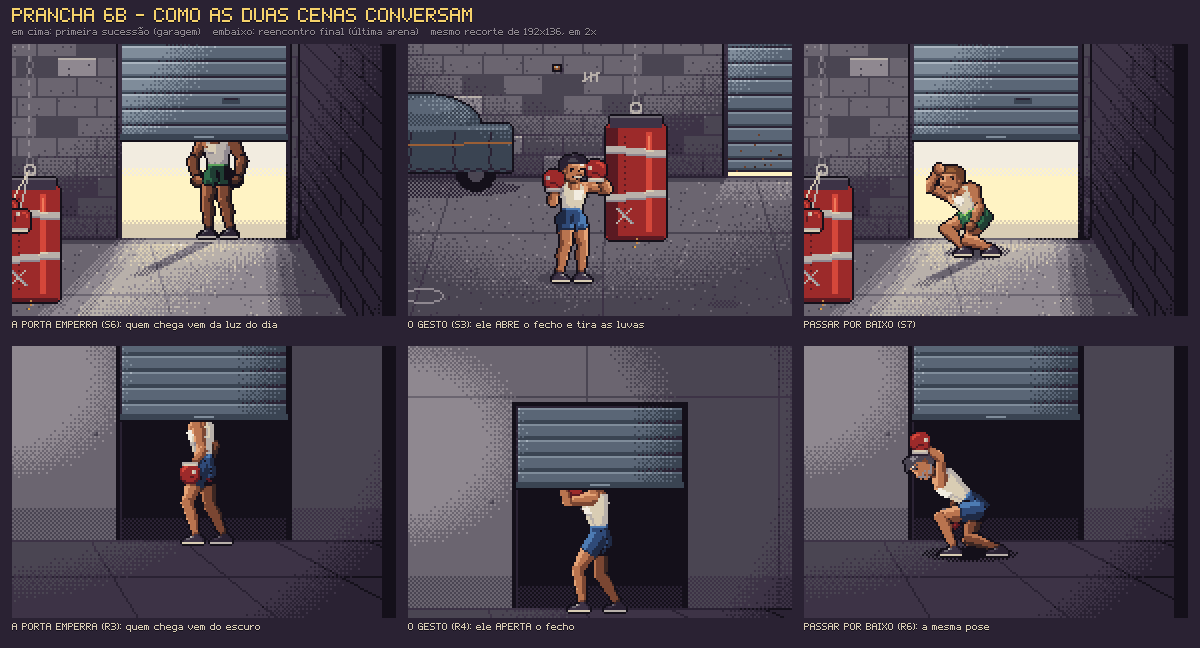 PRANCHA 6B - COMO AS DUAS CENAS CONVERSAM
em cima: primeira sucessão (garagem) embaixo: reencontro final (última arena) mesmo recorte de 192x136, em 2x
A PORTA EMPERRA (S6): quem chega vem da luz do dia
O GESTO (S3): ele ABRE o fecho e tira as luvas
PASSAR POR BAIXO (S7)
A PORTA EMPERRA (R3): quem chega vem do escuro
O GESTO (R4): ele APERTA o fecho
PASSAR POR BAIXO (R6): a mesma pose